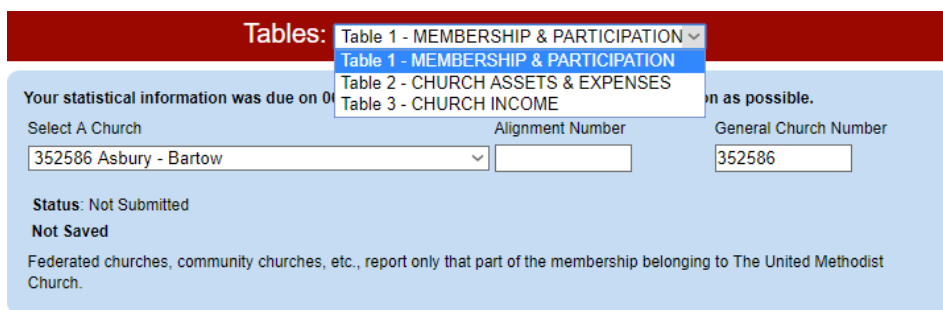 Tables: Table 1 - MEMBERSHIP & PARTICIPATION
Table 1 - MEMBERSHIP & PARTICIPATION
Table 2 - CHURCH ASSETS & EXPENSES
Table 3 - CHURCH INCOME
Your statistical information was due on 0 n as possible.
Select A Church Alignment Number General Church Number
352586 Asbury - Bartow 352586
Status: Not Submitted
Not Saved
Federated churches, community churches, etc., report only that part of the membership belonging to The United Methodist
Church.